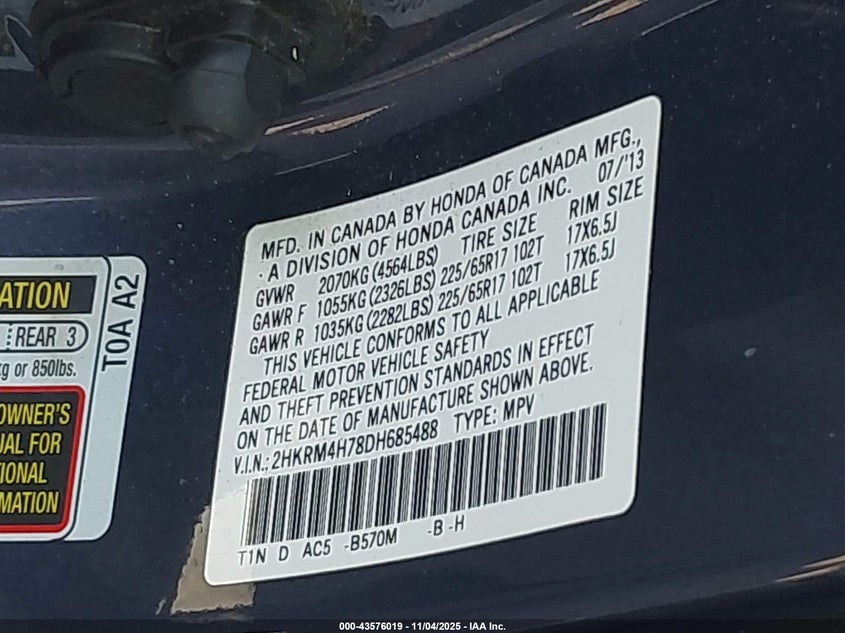 MFD. IN CANADA BY HONDA OF CANADA MFG.,
· A DIVISION OF HONDA CANADA INC. 07/'13
GVWR 2070KG (4564LBS) TIRE SIZE RIM SIZE
GAWR F 1055KG (2326LBS) 225/65R17 102T 17X6.5J
GAWR R 1035KG (2282LBS) 225/65R17 102T 17X6.5J
THIS VEHICLE CONFORMS TO ALL APPLICABLE
FEDERAL MOTOR VEHICLE SAFETY
AND THEFT PREVENTION STANDARDS IN EFFECT
ON THE DATE OF MANUFACTURE SHOWN ABOVE.
V.I.N.: 2HKRM4H78DH685488 TYPE: MPV
T1N D AC5 -B570M -B -H
ATION
REAR 3
kg or 850lbs.
OWNER'S
UAL FOR
TIONAL
MATION
T0A A2
000-43576019 - 11/04/2025 - IAA Inc.